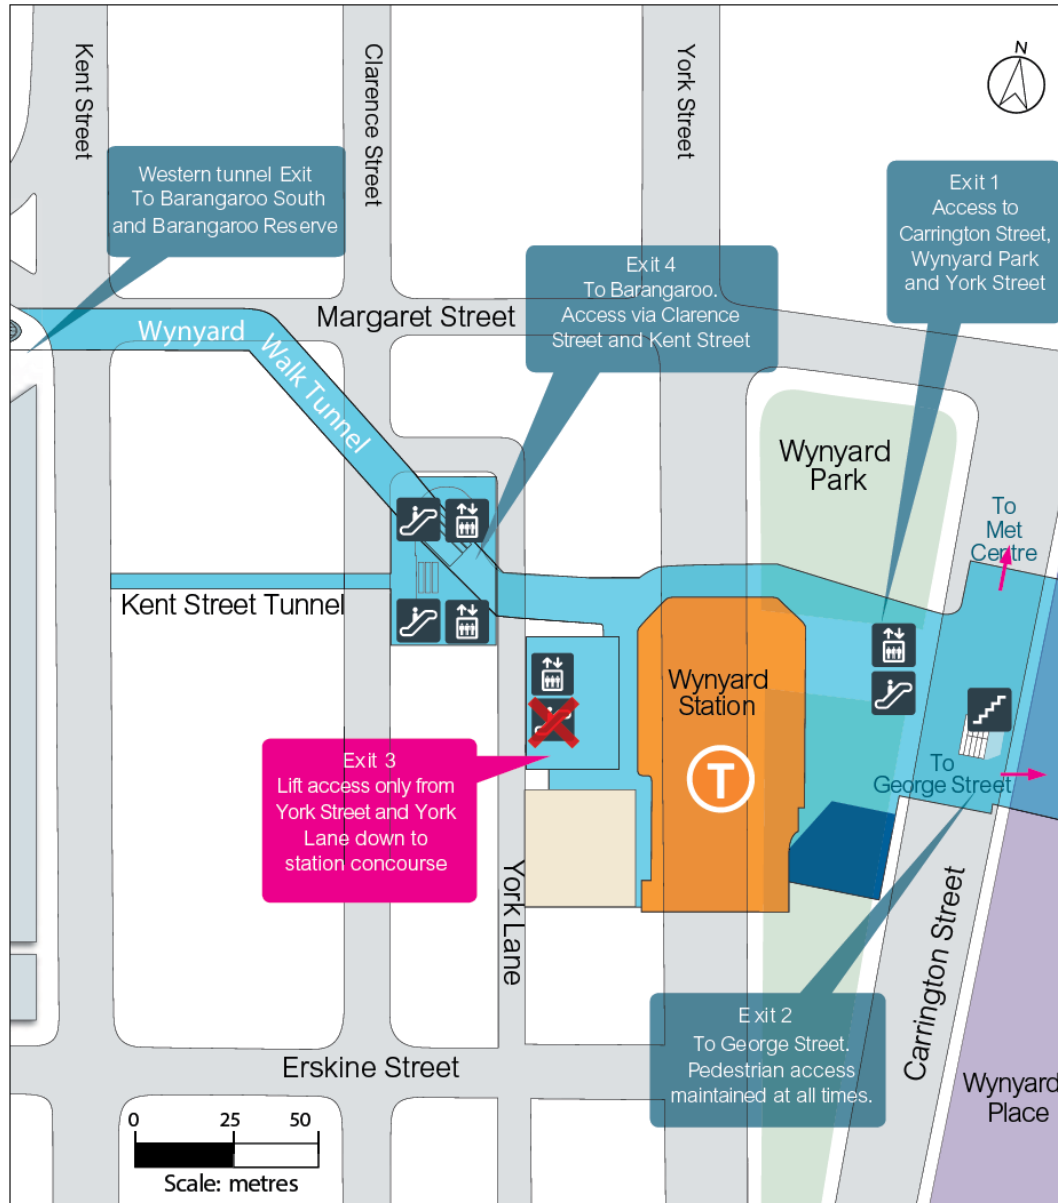 Kent Street
Clarence Street
York Street
N
Western tunnel Exit
To Barangaroo South
and Barangaroo Reserve
Exit 1
Access to
Carrington Street,
Wynyard Park
and York Street
Exit 4
To Barangaroo.
Access via Clarence
Street and Kent Street
Margaret Street
Wynyard
Walk Tunnel
Wynyard
Park
To
Met
Centre
Kent Street Tunnel
Wynyard
Station
T
To
George Street
Exit 3
Lift access only from
York Street and York
Lane down to
station concourse
York Lane
Carrington Street
Exit 2
To George Street.
Pedestrian access
maintained at all times.
Erskine Street
Wynyard
Place
0 25 50
Scale: metres